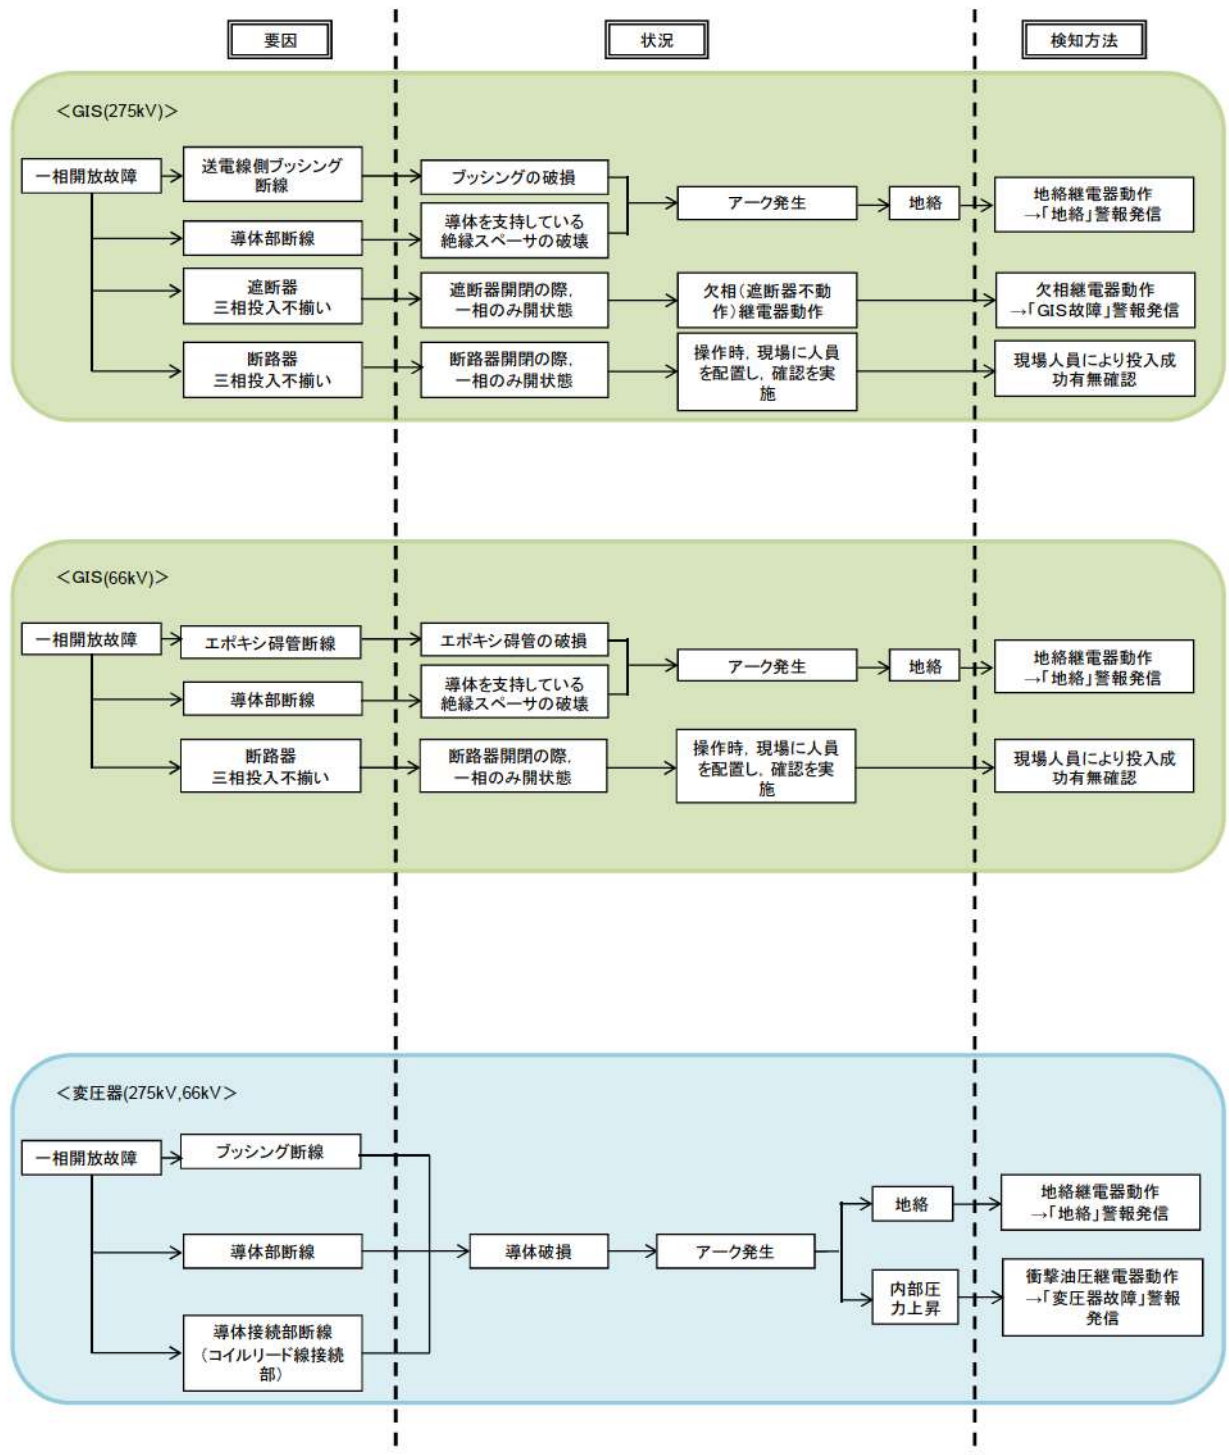 要因
状況
検知方法
＜GIS(275kV)＞
一相開放故障
送電線側ブッシング
断線
ブッシングの破損
導体部断線
導体を支持している
絶縁スペーサの破壊
アーク発生
地絡
地絡継電器動作
→「地絡」警報発信
遮断器
三相投入不揃い
遮断器開閉の際，
一相のみ開状態
欠相（遮断器不動
作）継電器動作
欠相継電器動作
→「GIS故障」警報発信
断路器
三相投入不揃い
断路器開閉の際，
一相のみ開状態
操作時，現場に人員
を配置し，確認を実
施
現場人員により投入成
功有無確認
＜GIS(66kV)＞
一相開放故障
エポキシ碍管断線
エポキシ碍管の破損
導体部断線
導体を支持している
絶縁スペーサの破壊
アーク発生
地絡
地絡継電器動作
→「地絡」警報発信
断路器
三相投入不揃い
断路器開閉の際，
一相のみ開状態
操作時，現場に人員
を配置し，確認を実
施
現場人員により投入成
功有無確認
＜変圧器(275kV,66kV＞
一相開放故障
ブッシング断線
導体部断線
導体接続部断線
（コイルリード線接続
部）
導体破損
アーク発生
地絡
地絡継電器動作
→「地絡」警報発信
内部圧
力上昇
衝撃油圧継電器動作
→「変圧器故障」警報
発信